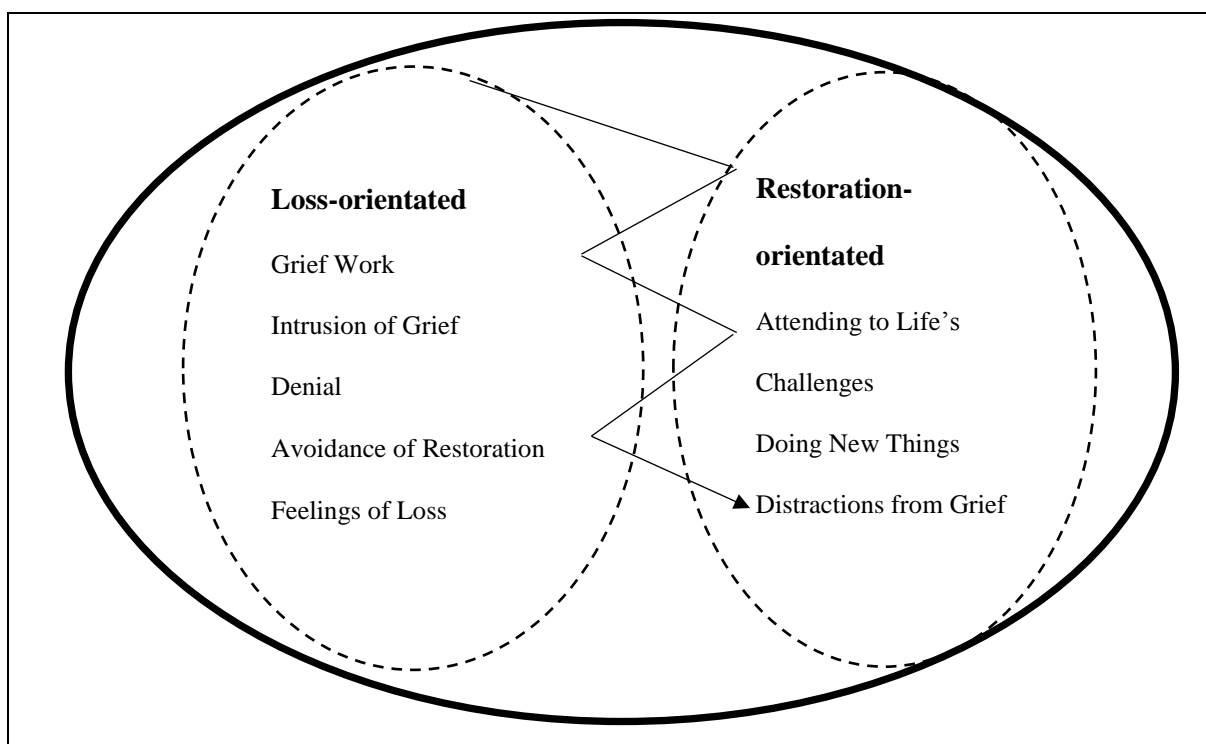 Loss-orientated
Grief Work
Intrusion of Grief
Denial
Avoidance of Restoration
Feelings of Loss
Restoration-
orientated
Attending to Life’s
Challenges
Doing New Things
Distractions from Grief